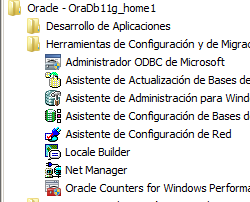 Oracle - OraDb11g_home1
Desarrollo de Aplicaciones
Herramientas de Configuración y de Migra
Administrador ODBC de Microsoft
Asistente de Actualización de Bases de
Asistente de Administración para Wind
Asistente de Configuración de Bases d
Asistente de Configuración de Red
Locale Builder
Net Manager
Oracle Counters for Windows Performa